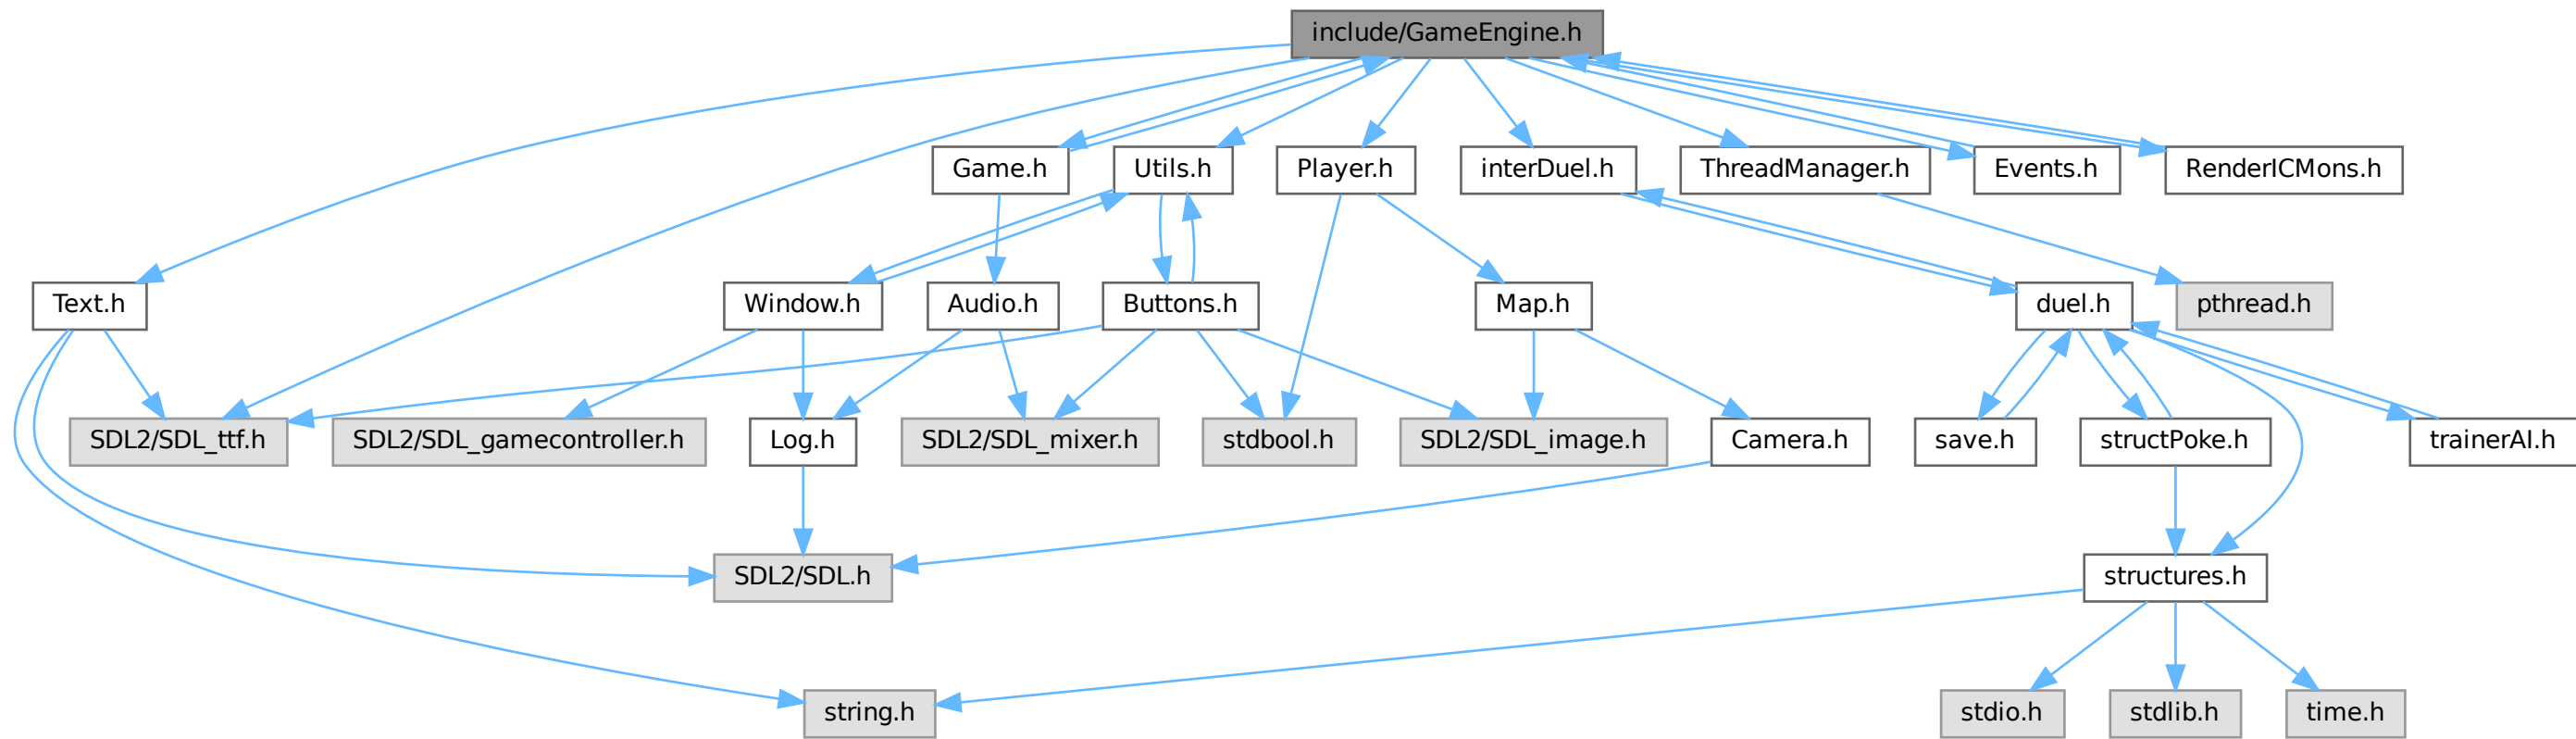 include/GameEngine.h
Game.h
Utils.h
Player.h
interDuel.h
ThreadManager.h
Events.h
RenderICMons.h
Text.h
Window.h
Audio.h
Buttons.h
Map.h
duel.h
pthread.h
SDL2/SDL_ttf.h
SDL2/SDL_gamecontroller.h
Log.h
SDL2/SDL_mixer.h
stdbool.h
SDL2/SDL_image.h
Camera.h
save.h
structPoke.h
trainerAI.h
SDL2/SDL.h
structures.h
string.h
stdio.h
stdlib.h
time.h